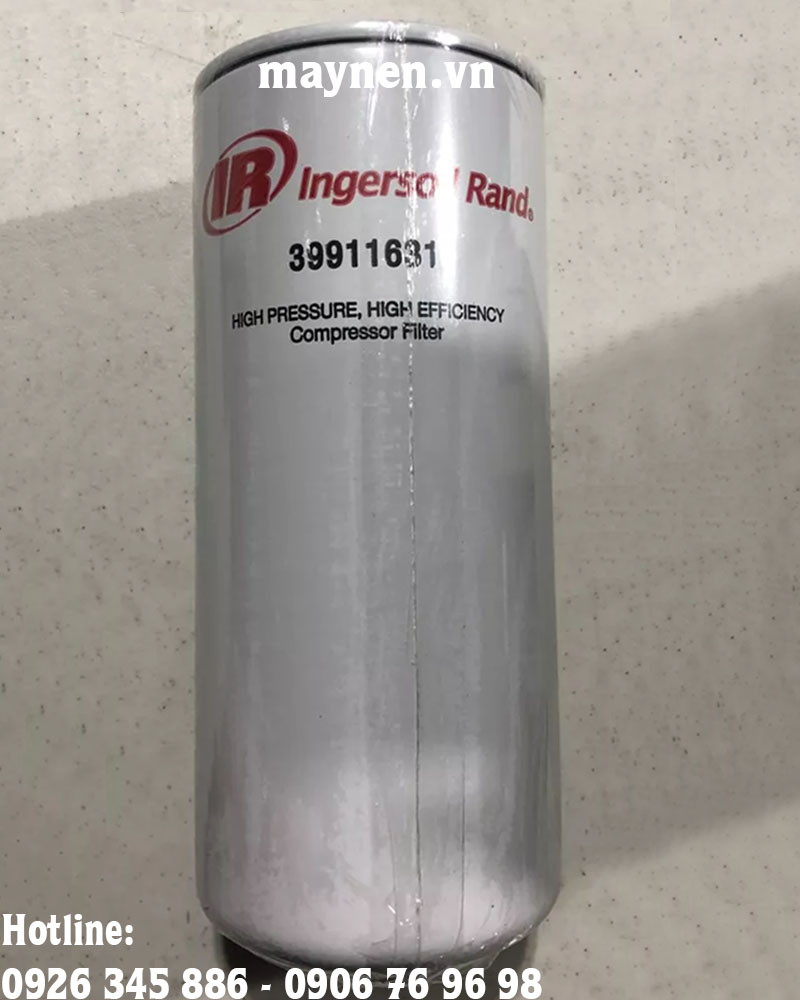 maynen.vn
IR Ingersoll Rand®
39911631
HIGH PRESSURE, HIGH EFFICIENCY
Compressor Filter
Hotline:
0926 345 886 - 0906 76 96 98